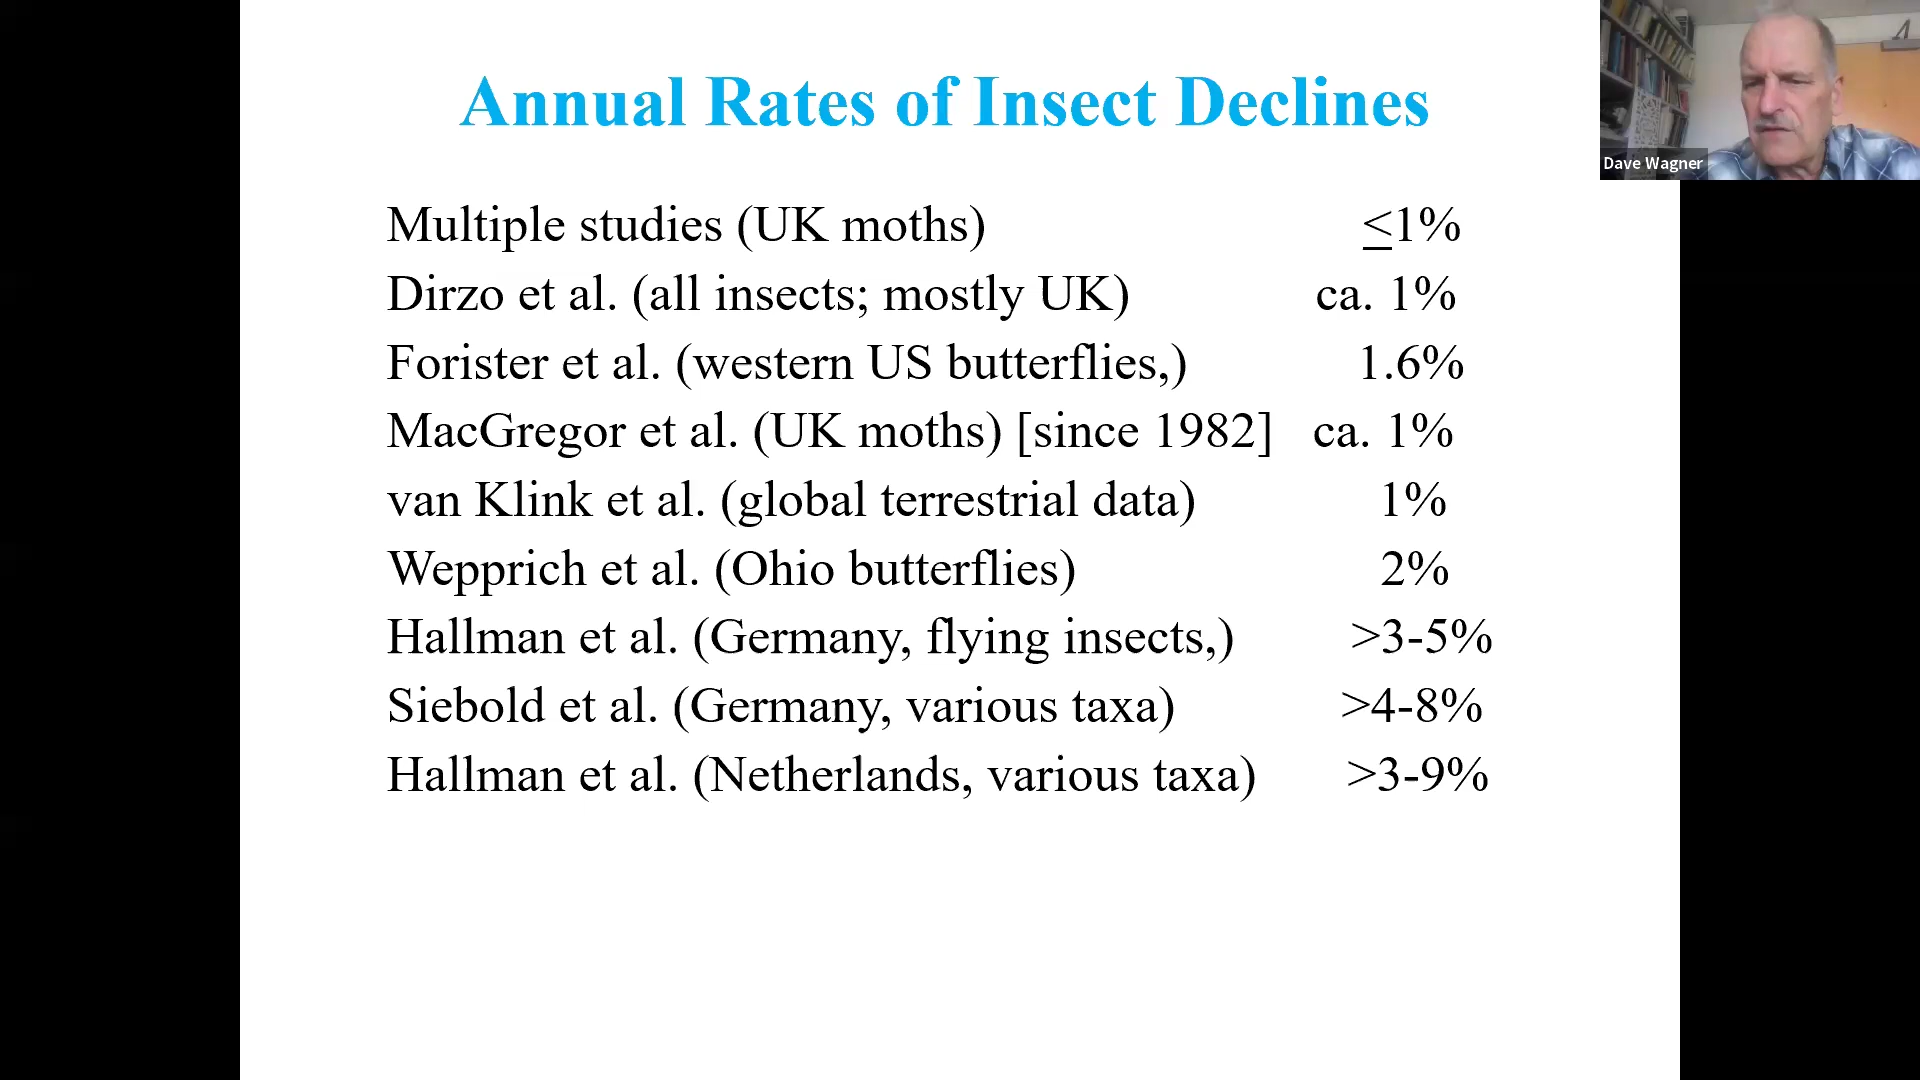 Annual Rates of Insect Declines
Dave Wagner
Multiple studies (UK moths) ≤1%
Dirzo et al. (all insects; mostly UK) ca. 1%
Forister et al. (western US butterflies,) 1.6%
MacGregor et al. (UK moths) [since 1982] ca. 1%
van Klink et al. (global terrestrial data) 1%
Wepprich et al. (Ohio butterflies) 2%
Hallman et al. (Germany, flying insects,) >3-5%
Siebold et al. (Germany, various taxa) >4-8%
Hallman et al. (Netherlands, various taxa) >3-9%